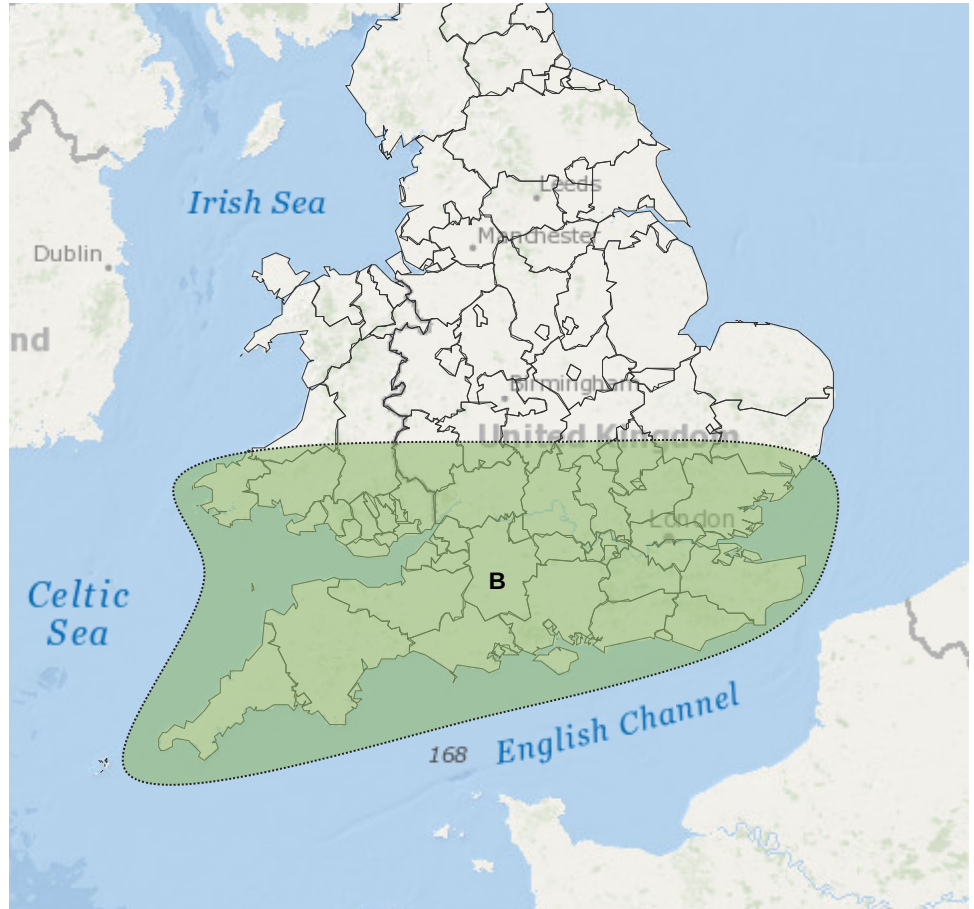 Leeds
Irish Sea
Manchester
Dublin
nd
Birmingham
United Kingdom
London
B
Celtic
Sea
English Channel
168